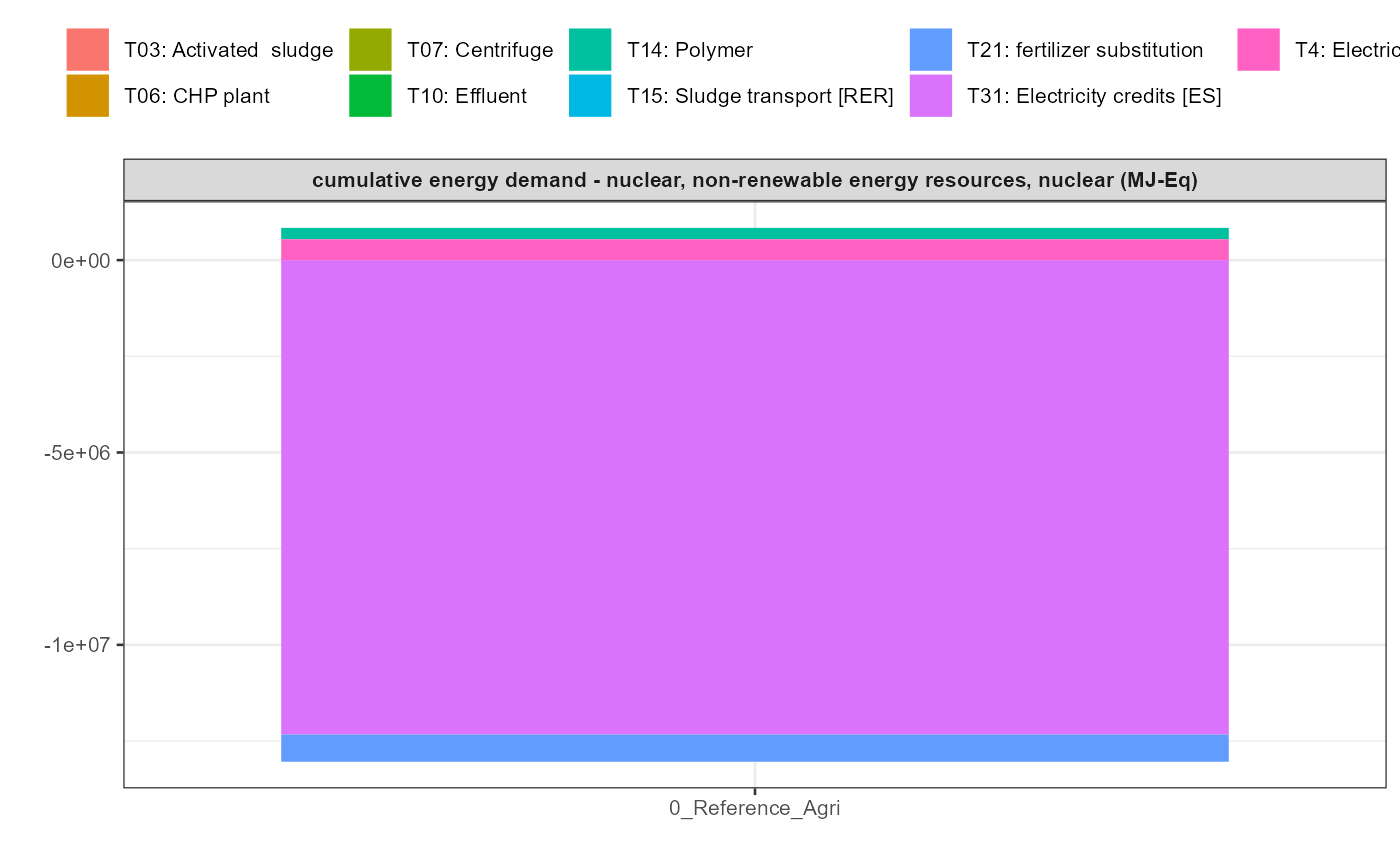 T03: Activated  sludge T07: Centrifuge T14: Polymer T21: fertilizer substitution T4: Electric
T06: CHP plant T10: Effluent T15: Sludge transport [RER] T31: Electricity credits [ES]
cumulative energy demand - nuclear, non-renewable energy resources, nuclear (MJ-Eq)
0e+00
-5e+06
-1e+07
0_Reference_Agri